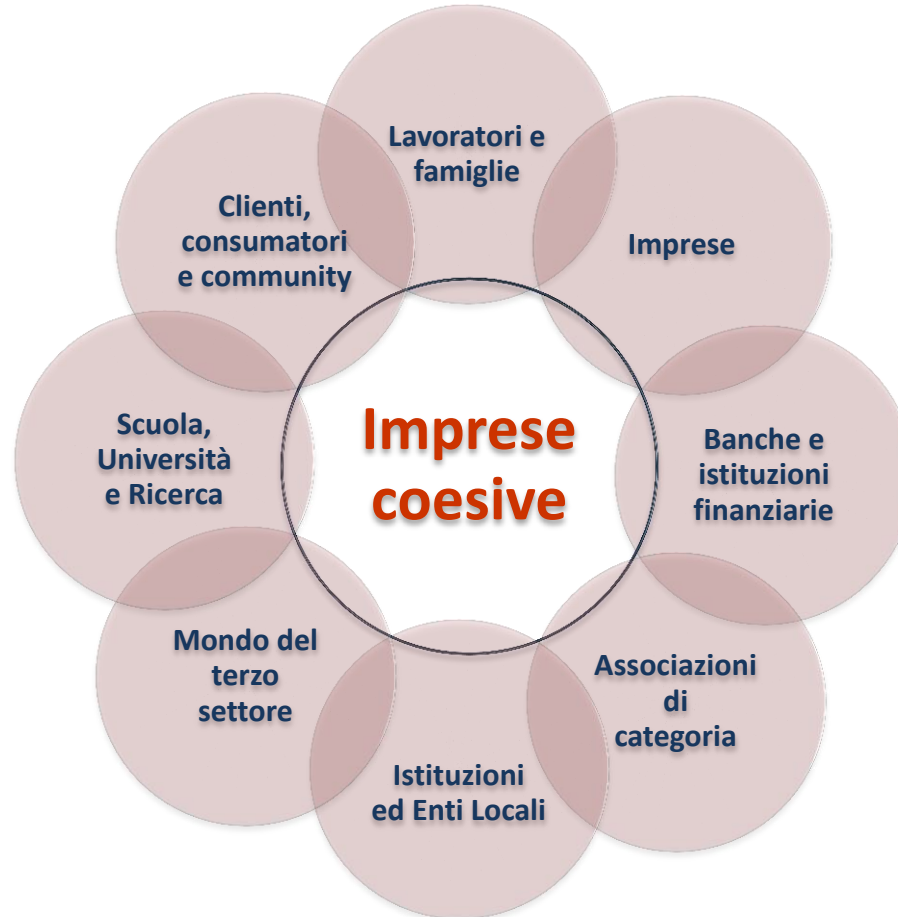 Lavoratori e
famiglie
Imprese
Banche e
istituzioni
finanziarie
Associazioni
di
categoria
Istituzioni
ed Enti Locali
Mondo del
terzo
settore
Scuola,
Università
e Ricerca
Clienti,
consumatori
e community
Imprese
coesive